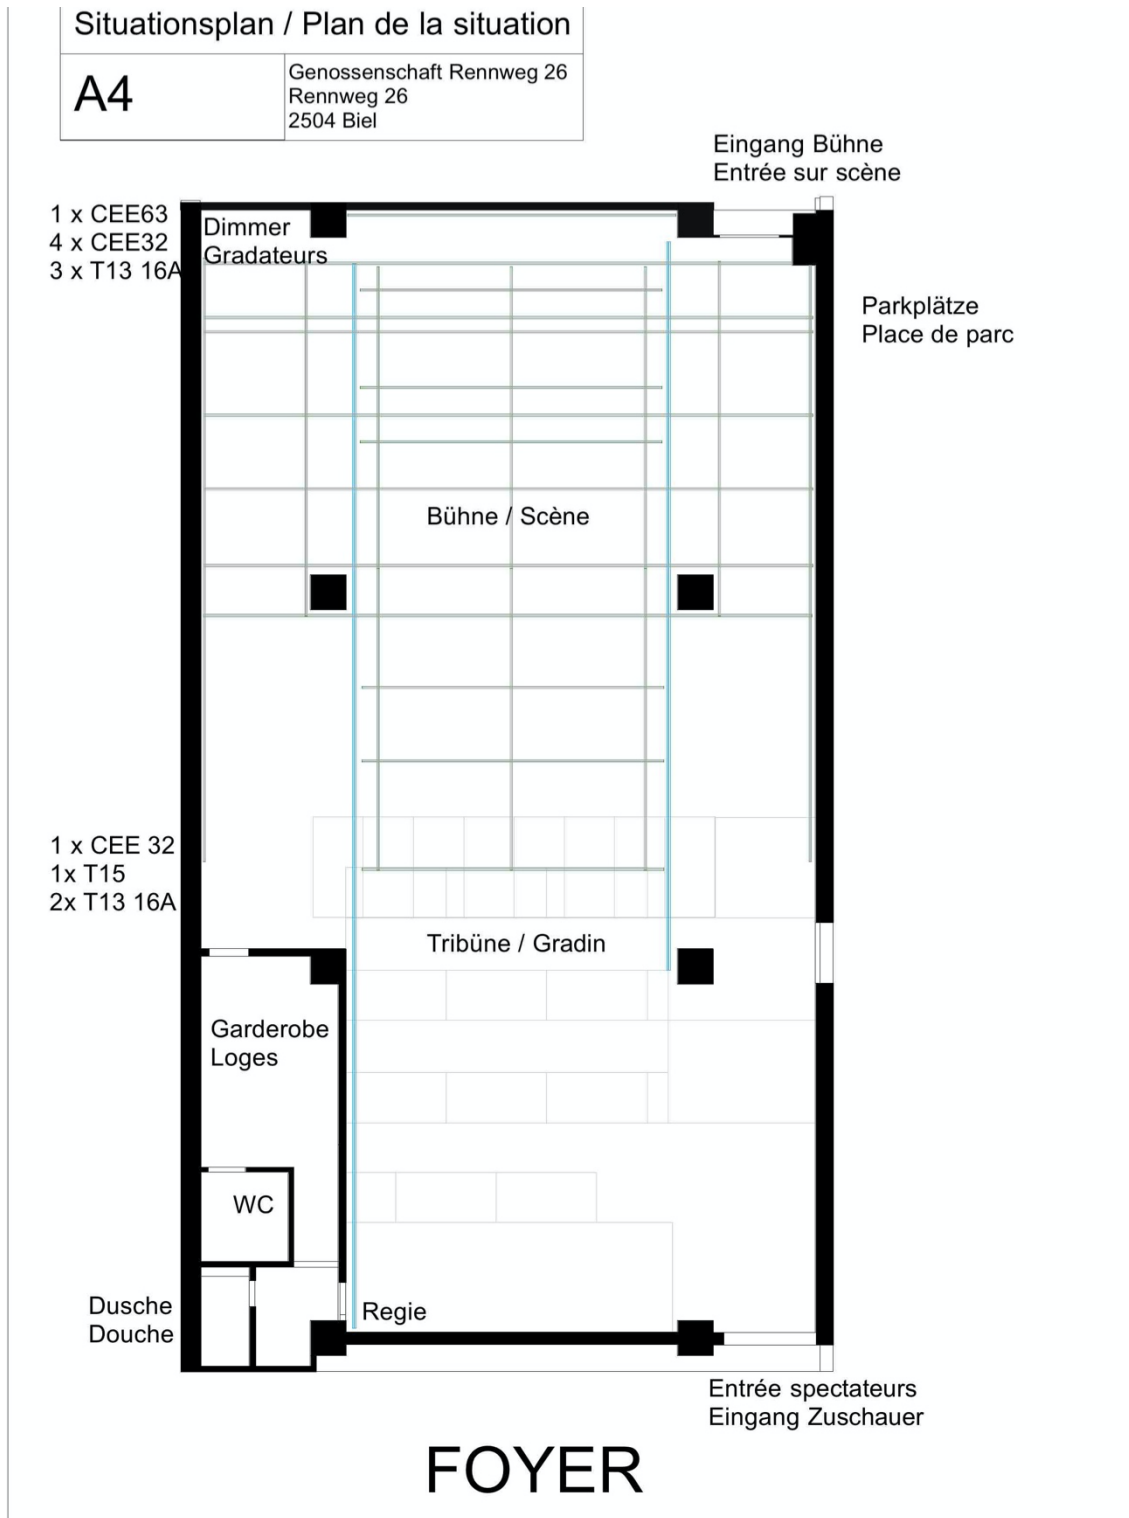 Situationsplan / Plan de la situation
A4
Genossenschaft Rennweg 26
Rennweg 26
2504 Biel
Eingang Bühne
Entrée sur scène
1 x CEE63
4 x CEE32
3 x T13 16A
Dimmer
Gradateurs
Parkplätze
Place de parc
Bühne / Scène
1 x CEE 32
1x T15
2x T13 16A
Tribüne / Gradin
Garderobe
Loges
WC
Dusche
Douche
Regie
Entrée spectateurs
Eingang Zuschauer
FOYER